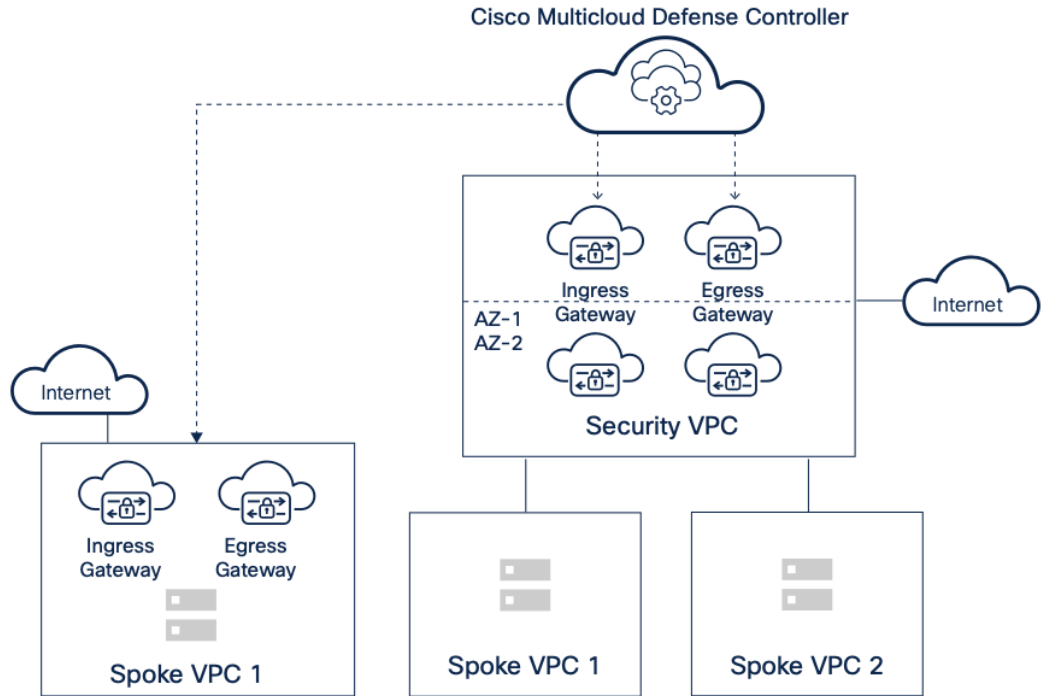 Cisco Multicloud Defense Controller
Ingress
Gateway
Egress
Gateway
AZ-1
AZ-2
Security VPC
Internet
Internet
Ingress
Gateway
Egress
Gateway
Spoke VPC 1
Spoke VPC 1
Spoke VPC 2